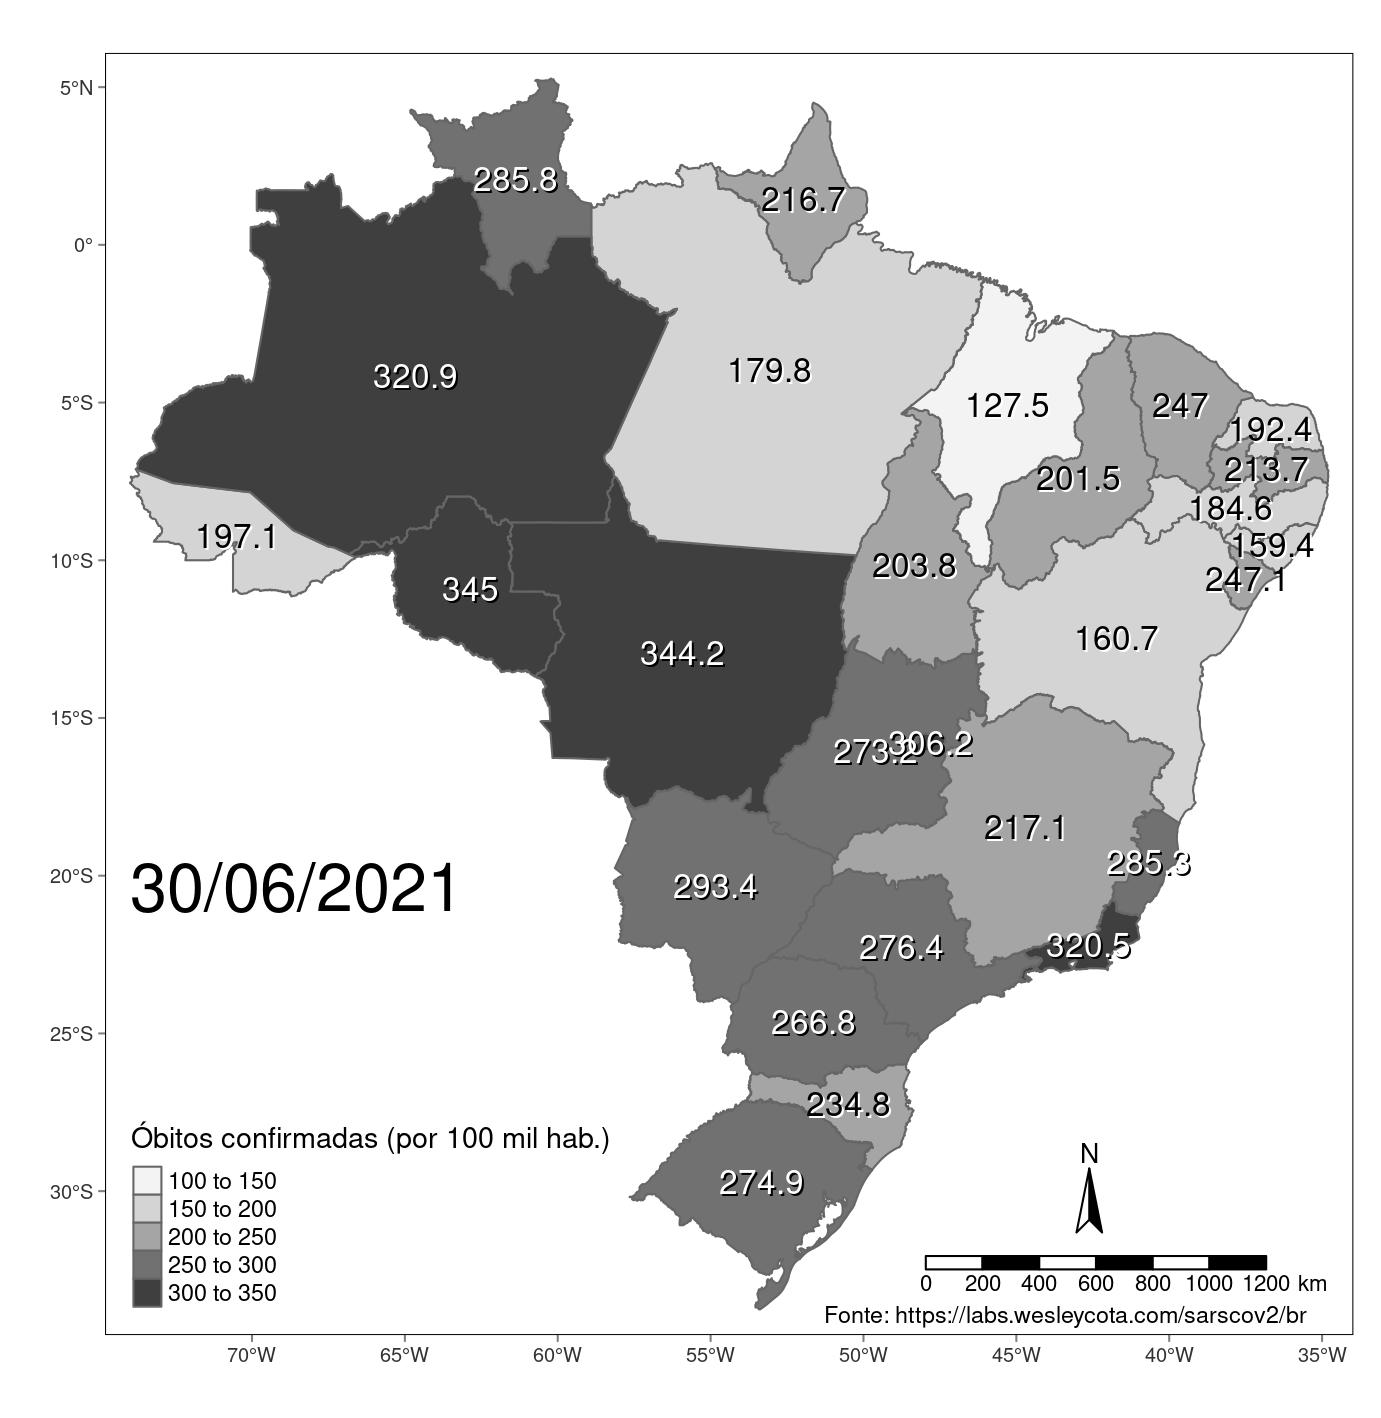 5°N
0°
5°S
10°S
15°S
20°S
25°S
30°S
285.8
216.7
320.9
179.8
127.5
247
192.4
213.7
201.5
184.6
197.1
159.4
203.8
247.1
345
160.7
344.2
273.2
306.2
217.1
285.3
293.4
30/06/2021
276.4
320.5
266.8
234.8
274.9
Óbitos confirmadas (por 100 mil hab.)
100 to 150
150 to 200
200 to 250
250 to 300
300 to 350
N
0 200 400 600 800 1000 1200 km
Fonte: https://labs.wesleycota.com/sarscov2/br
70°W 65°W 60°W 55°W 50°W 45°W 40°W 35°W